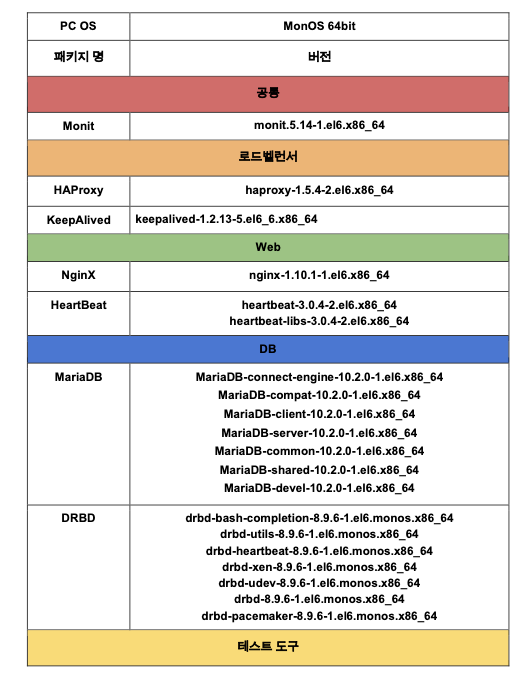 PC OS MonOS 64bit
패키지 명 버전
공통
Monit monit.5.14-1.el6.x86_64
로드벨런서
HAProxy haproxy-1.5.4-2.el6.x86_64
KeepAlived keepalived-1.2.13-5.el6_6.x86_64
Web
NginX nginx-1.10.1-1.el6.x86_64
HeartBeat heartbeat-3.0.4-2.el6.x86_64
heartbeat-libs-3.0.4-2.el6.x86_64
DB
MariaDB MariaDB-connect-engine-10.2.0-1.el6.x86_64
MariaDB-compat-10.2.0-1.el6.x86_64
MariaDB-client-10.2.0-1.el6.x86_64
MariaDB-server-10.2.0-1.el6.x86_64
MariaDB-common-10.2.0-1.el6.x86_64
MariaDB-shared-10.2.0-1.el6.x86_64
MariaDB-devel-10.2.0-1.el6.x86_64
DRBD drbd-bash-completion-8.9.6-1.el6.monos.x86_64
drbd-utils-8.9.6-1.el6.monos.x86_64
drbd-heartbeat-8.9.6-1.el6.monos.x86_64
drbd-xen-8.9.6-1.el6.monos.x86_64
drbd-udev-8.9.6-1.el6.monos.x86_64
drbd-8.9.6-1.el6.monos.x86_64
drbd-pacemaker-8.9.6-1.el6.monos.x86_64
테스트 도구